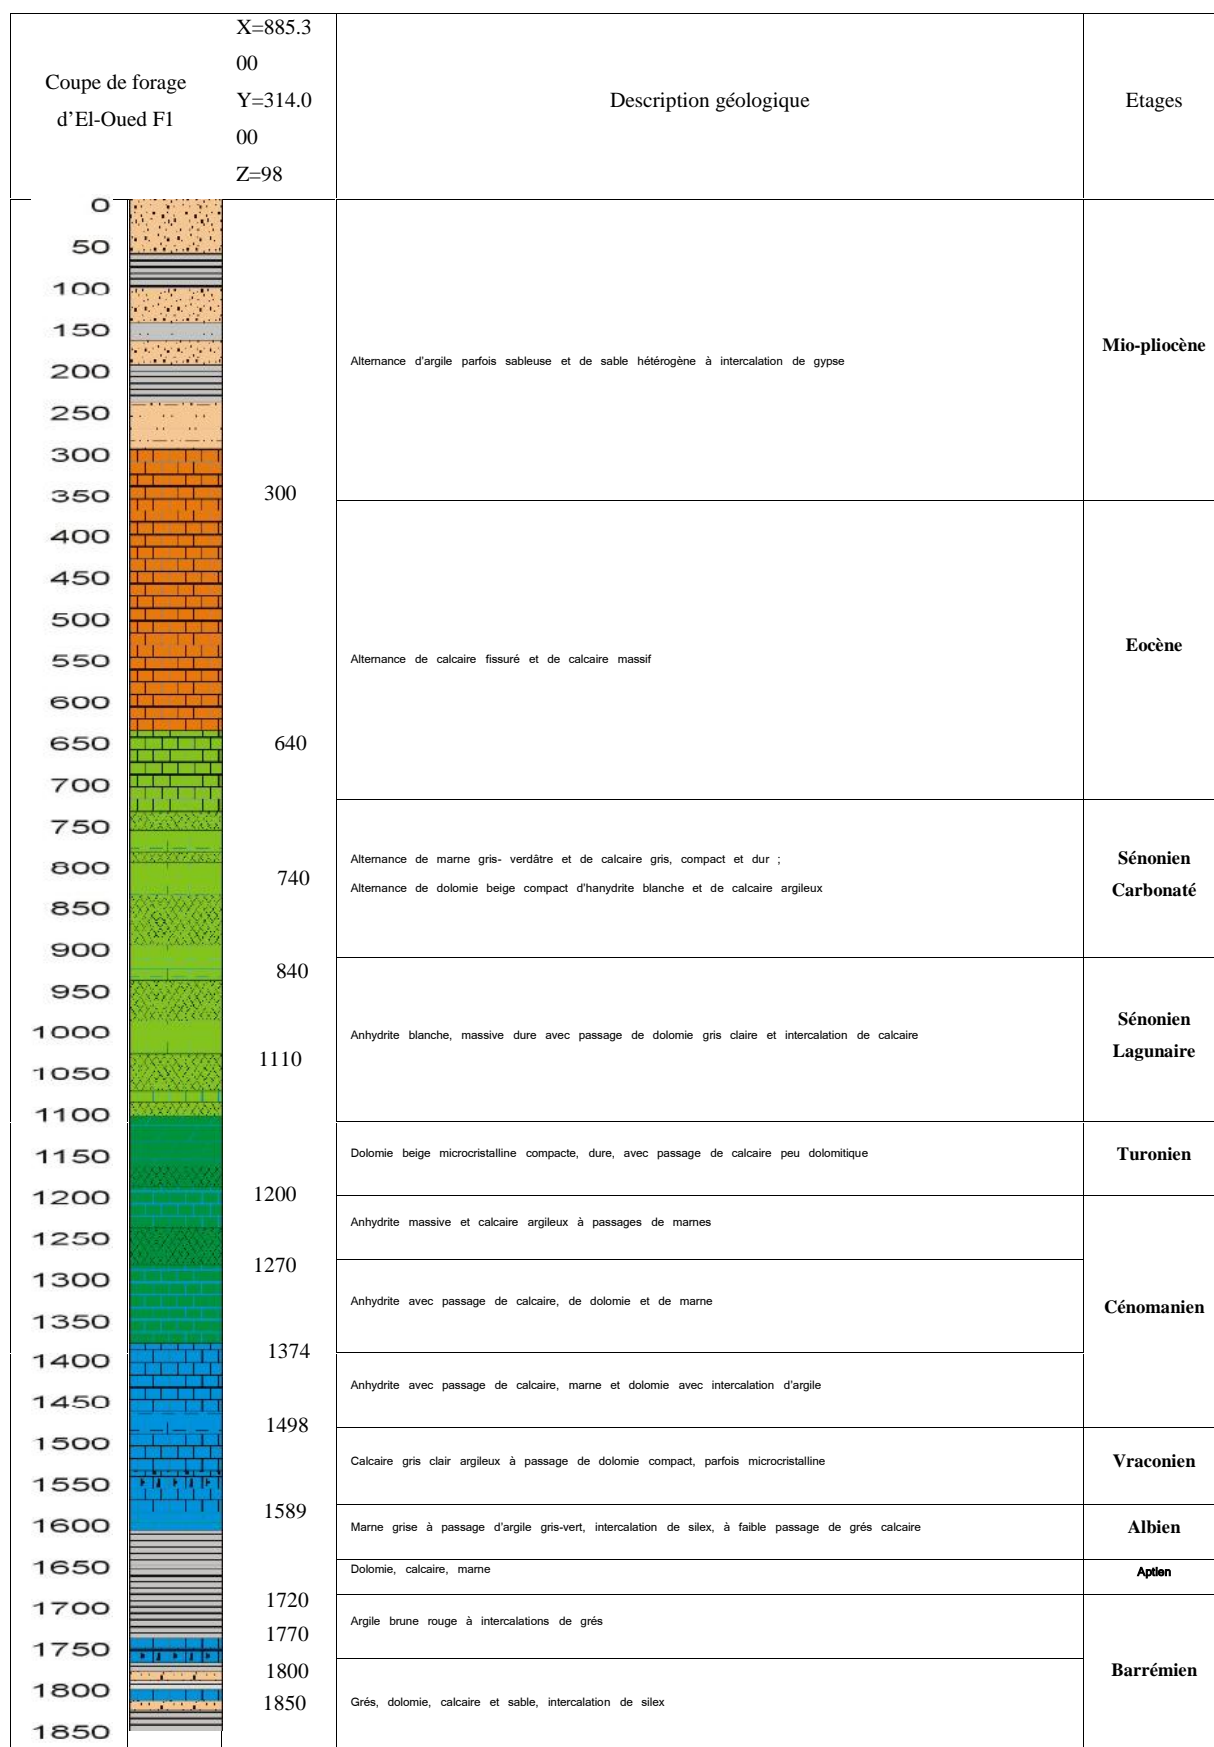 Coupe de forage
d'El-Oued F1
X=885.3
00
Y=314.0
00
Z=98
Description géologique
Etages
0
50
100
150
200
250
300
350
400
450
500
550
600
650
700
750
800
850
900
950
1000
1050
1100
1150
1200
1250
1300
1350
1400
1450
1500
1550
1600
1650
1700
1750
1800
1850
300
640
740
840
1110
1200
1270
1374
1498
1589
1720
1770
1800
1850
Alternance d'argile parfois sableuse et de sable hétérogène à intercalation de gypse
Mio-pliocène
Alternance de calcaire fissuré et de calcaire massif
Eocène
Alternance de marne gris- verdâtre et de calcaire gris, compact et dur ;
Alternance de dolomie beige compact d'hanydrite blanche et de calcaire argileux
Sénonien
Carbonaté
Anhydrite blanche, massive dure avec passage de dolomie gris claire et intercalation de calcaire
Sénonien
Lagunaire
Dolomie beige microcristalline compacte, dure, avec passage de calcaire peu dolomitique
Turonien
Anhydrite massive et calcaire argileux à passages de marnes
Anhydrite avec passage de calcaire, de dolomie et de marne
Cénomanien
Anhydrite avec passage de calcaire, marne et dolomie avec intercalation d'argile
Calcaire gris clair argileux à passage de dolomie compact, parfois microcristalline
Vraconien
Marne grise à passage d'argile gris-vert, intercalation de silex, à faible passage de grés calcaire
Albien
Dolomie, calcaire, marne
Aptien
Argile brune rouge à intercalations de grés
Barrémien
Grés, dolomie, calcaire et sable, intercalation de silex